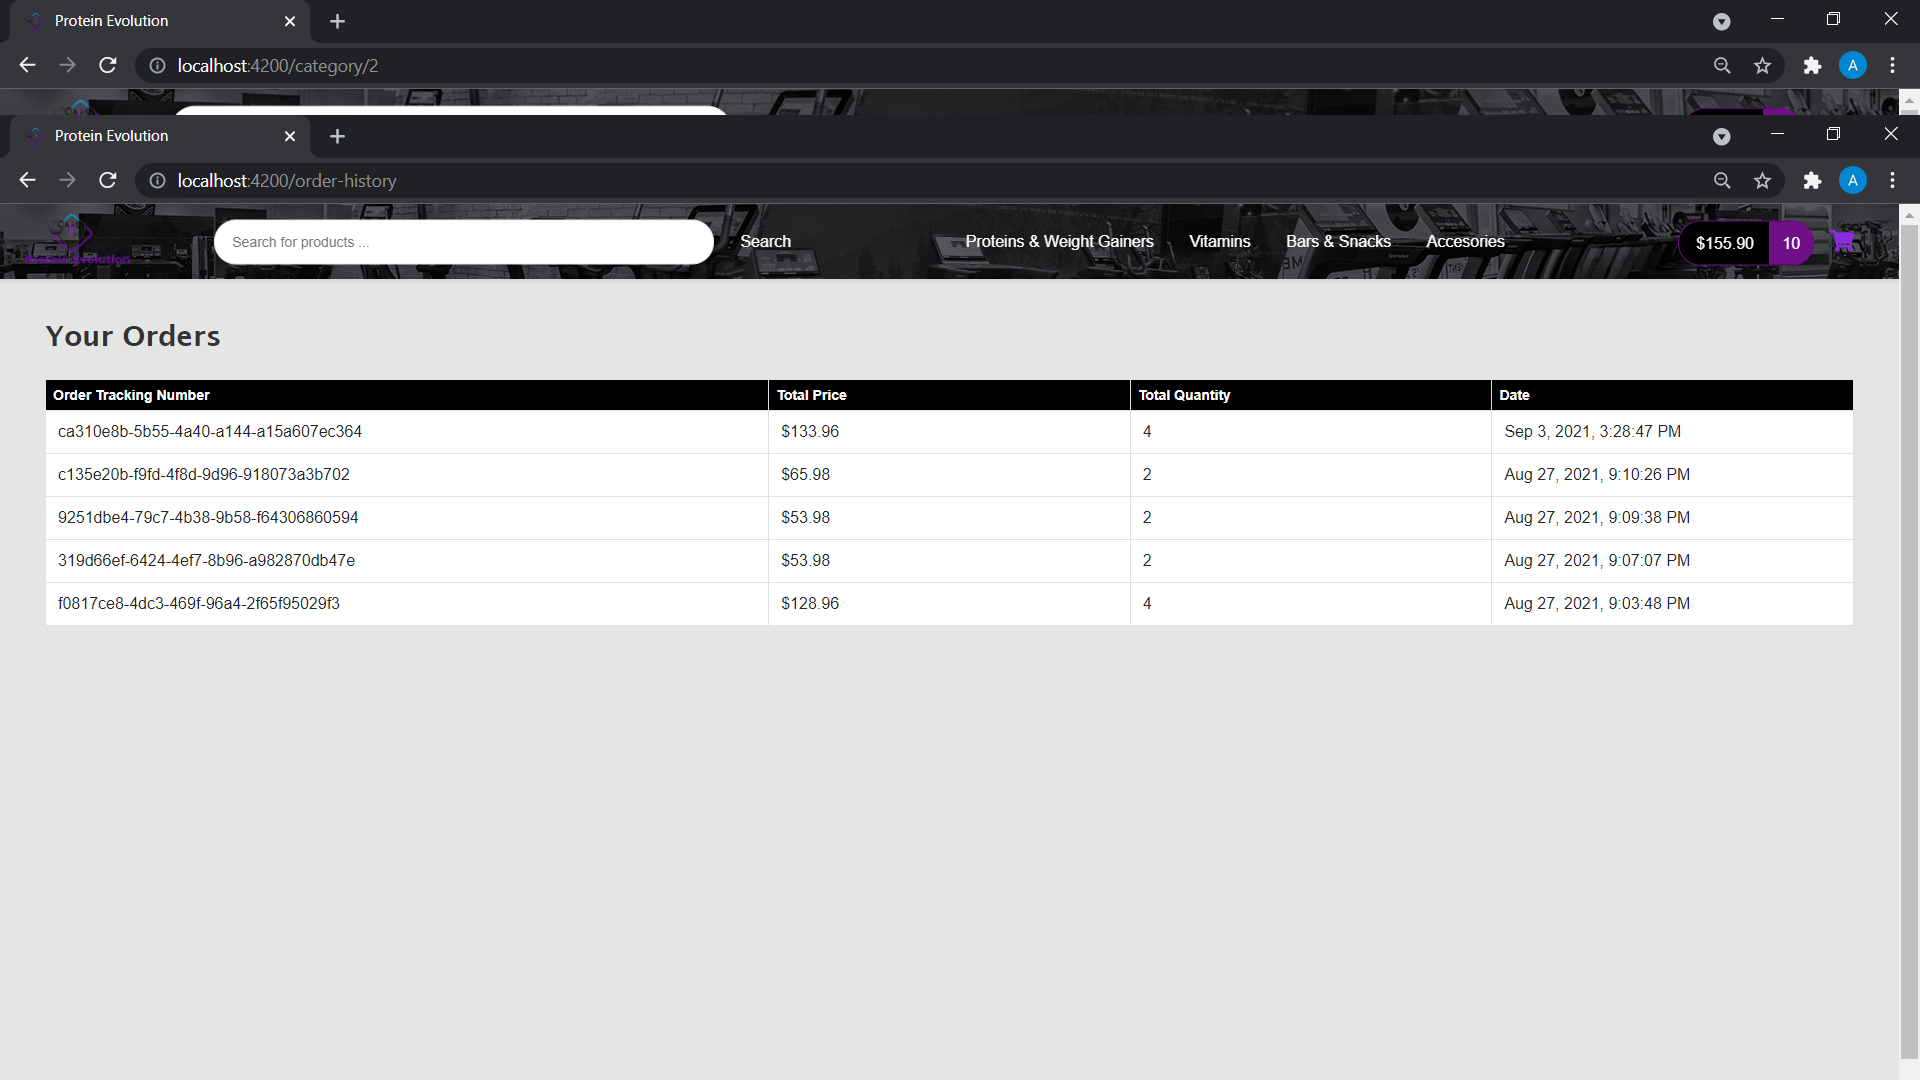 Protein Evolution
localhost:4200/category/2
A
Protein Evolution
localhost:4200/order-history
A
Protein Evolution
Search for products ...
Search
Proteins & Weight Gainers Vitamins Bars & Snacks Accesories
$155.90 10
Your Orders
Order Tracking Number Total Price Total Quantity Date
ca310e8b-5b55-4a40-a144-a15a607ec364 $133.96 4 Sep 3, 2021, 3:28:47 PM
c135e20b-f9fd-4f8d-9d96-918073a3b702 $65.98 2 Aug 27, 2021, 9:10:26 PM
9251dbe4-79c7-4b38-9b58-f64306860594 $53.98 2 Aug 27, 2021, 9:09:38 PM
319d66ef-6424-4ef7-8b96-a982870db47e $53.98 2 Aug 27, 2021, 9:07:07 PM
f0817ce8-4dc3-469f-96a4-2f65f95029f3 $128.96 4 Aug 27, 2021, 9:03:48 PM